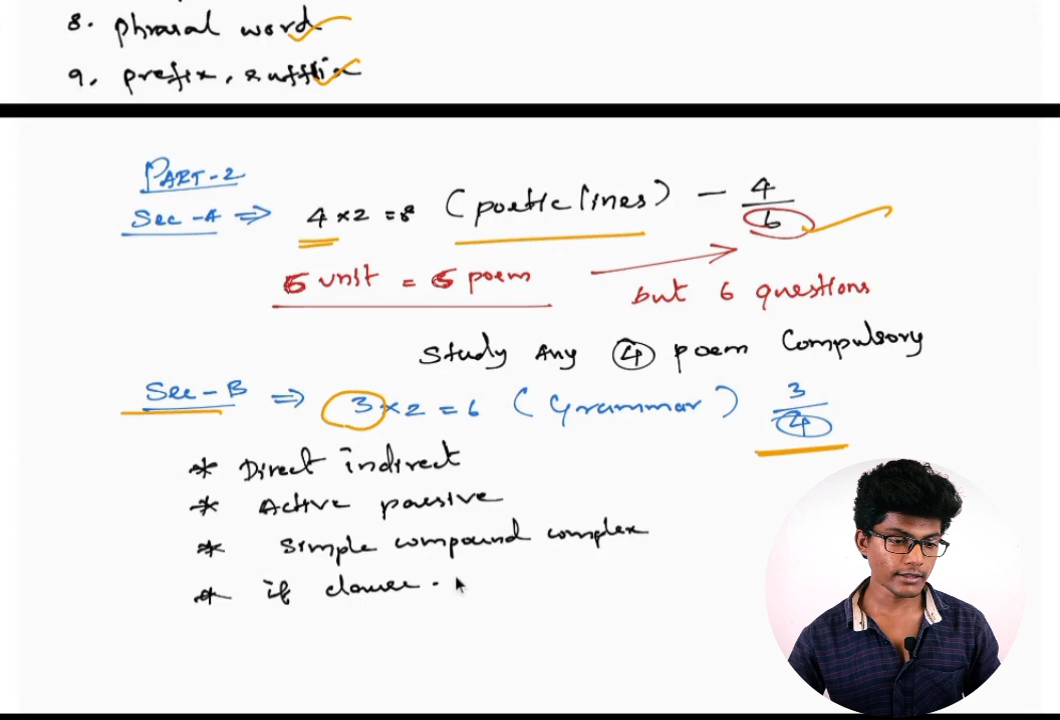 8. phrasal word
9. prefix, suffix
PART-2
Sec-A ⇒ 4 × 2 = 8 (poetic lines) — 4/6
6 unit = 6 poem
but 6 questions
Study Any 4 poem Compulsory
Sec-B ⇒ 3 × 2 = 6 (Grammar) 3/4
* Direct indirect
* Active passive
* Simple compound complex
* if clause.